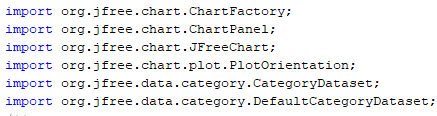 import org.jfree.chart.ChartFactory;
import org.jfree.chart.ChartPanel;
import org.jfree.chart.JFreeChart;
import org.jfree.chart.plot.PlotOrientation;
import org.jfree.data.category.CategoryDataset;
import org.jfree.data.category.DefaultCategoryDataset;